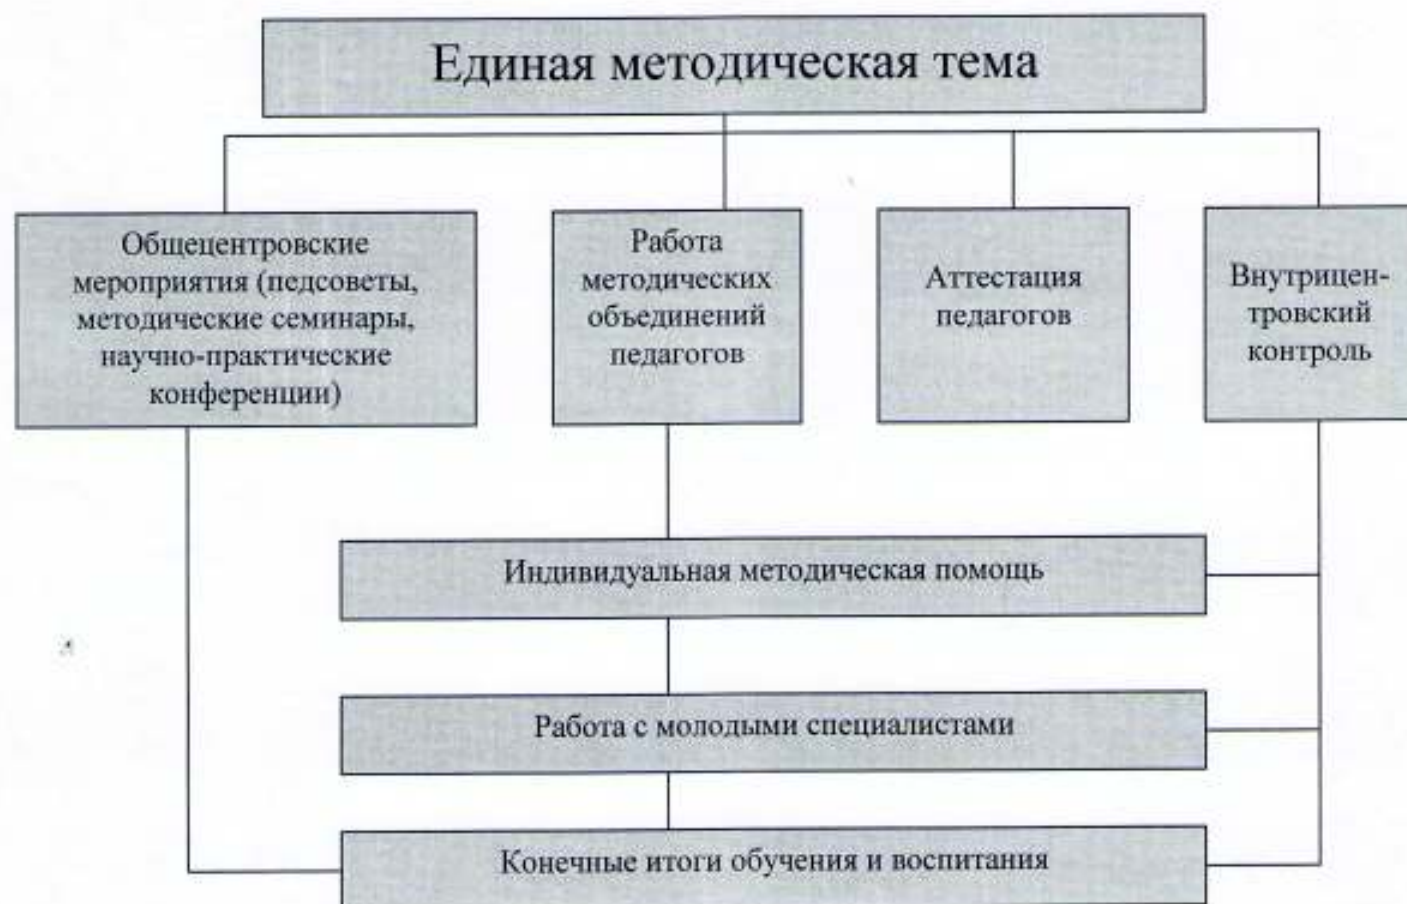 Единая методическая тема
Общецентровские
мероприятия (педсоветы,
методические семинары,
научно-практические
конференции)
Работа
методических
объединений
педагогов
Аттестация
педагогов
Внутрицен-
тровский
контроль
Индивидуальная методическая помощь
Работа с молодыми специалистами
Конечные итоги обучения и воспитания